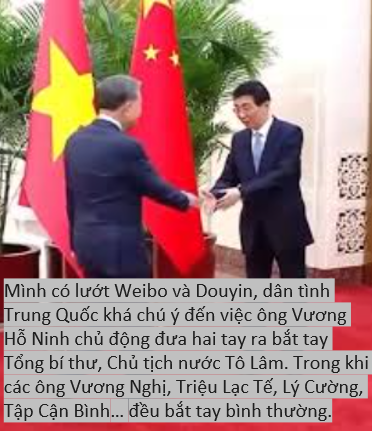 Mình có lướt Weibo và Douyin, dân tình
Trung Quốc khá chú ý đến việc ông Vương
Hỗ Ninh chủ động đưa hai tay ra bắt tay
Tổng bí thư, Chủ tịch nước Tô Lâm. Trong khi
các ông Vương Nghị, Triệu Lạc Tế, Lý Cường,
Tập Cận Bình... đều bắt tay bình thường.